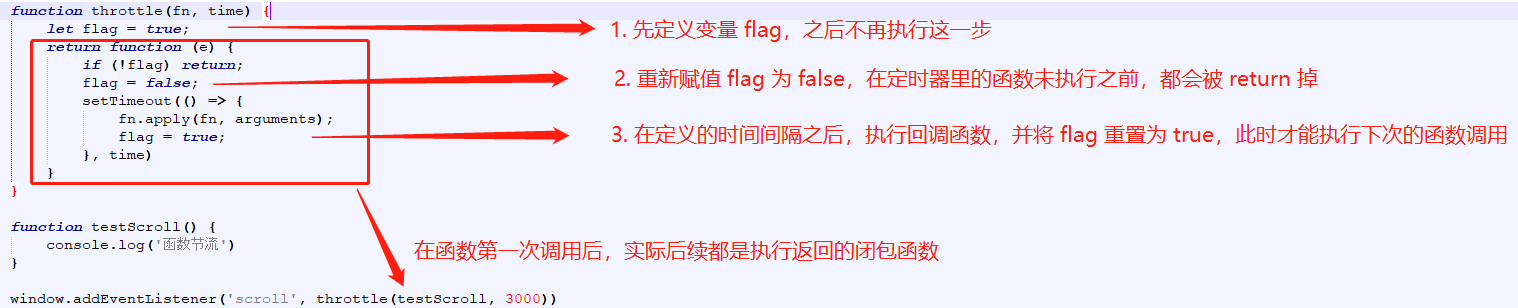 function throttle(fn, time) {
let flag = true;
1. 先定义变量 flag，之后不再执行这一步
return function (e) {
if (!flag) return;
flag = false;
2. 重新赋值 flag 为 false，在定时器里的函数未执行之前，都会被 return 掉
setTimeout(() => {
fn.apply(fn, arguments);
flag = true;
3. 在定义的时间间隔之后，执行回调函数，并将 flag 重置为 true，此时才能执行下次的函数调用
}, time)
}
}
function testScroll() {
console.log('函数节流')
}
在函数第一次调用后，实际后续都是执行返回的闭包函数
window.addEventListener('scroll', throttle(testScroll, 3000))